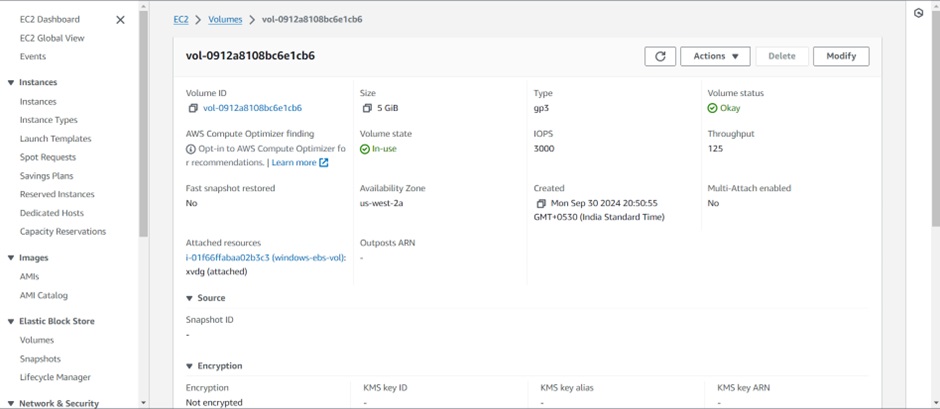 EC2 Dashboard
EC2 Global View
Events
Instances
Instances
Instance Types
Launch Templates
Spot Requests
Savings Plans
Reserved Instances
Dedicated Hosts
Capacity Reservations
Images
AMIs
AMI Catalog
Elastic Block Store
Volumes
Snapshots
Lifecycle Manager
Network & Security
EC2 > Volumes > vol-0912a8108bc6e1cb6
vol-0912a8108bc6e1cb6
Actions
Delete
Modify
Volume ID
vol-0912a8108bc6e1cb6
Size
5 GiB
Type
gp3
Volume status
Okay
AWS Compute Optimizer finding
Opt-in to AWS Compute Optimizer fo
r recommendations. | Learn more
Volume state
In-use
IOPS
3000
Throughput
125
Fast snapshot restored
No
Availability Zone
us-west-2a
Created
Mon Sep 30 2024 20:50:55
GMT+0530 (India Standard Time)
Multi-Attach enabled
No
Attached resources
i-01f66ffabaa02b3c3 (windows-ebs-vol):
xvdg (attached)
Outposts ARN
-
Source
Snapshot ID
-
Encryption
Encryption
Not encrypted
KMS key ID
-
KMS key alias
-
KMS key ARN
-